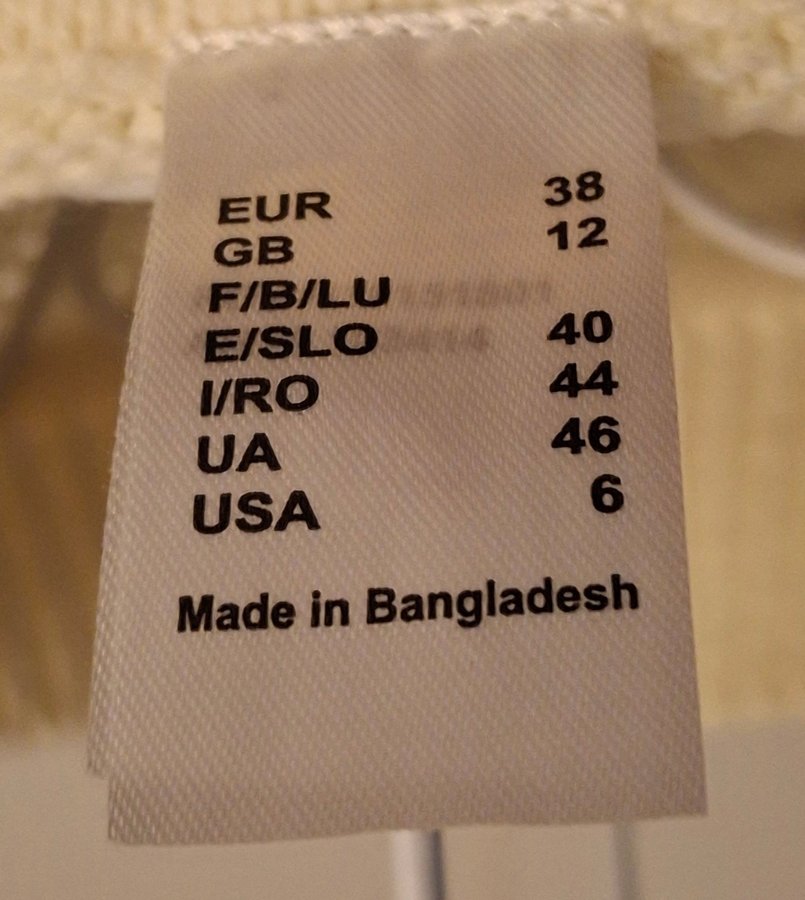 EUR 38
GB 12
F/B/LU
E/SLO 40
I/RO 44
UA 46
USA 6
Made in Bangladesh